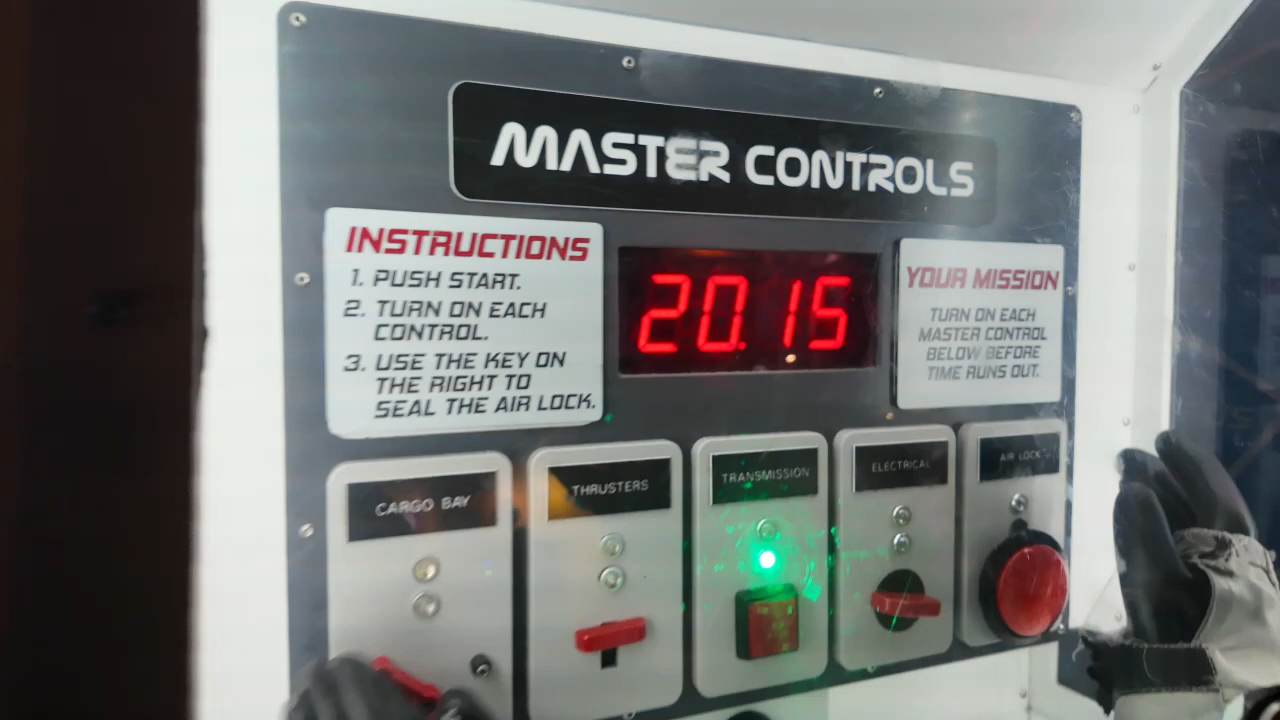 MASTER CONTROLS
INSTRUCTIONS
1. PUSH START.
2. TURN ON EACH
CONTROL.
3. USE THE KEY ON
THE RIGHT TO
SEAL THE AIR LOCK.
20.15
YOUR MISSION
TURN ON EACH
MASTER CONTROL
BELOW BEFORE
TIME RUNS OUT.
CARGO BAY
THRUSTERS
TRANSMISSION
ELECTRICAL
AIR LOCK